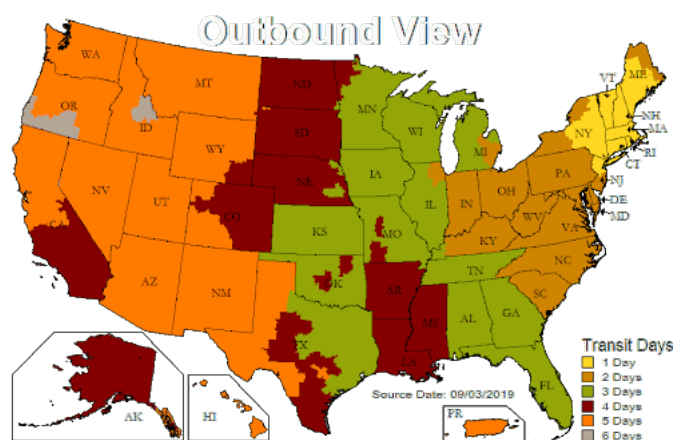 Outbound View
WA
MT
ND
MN
VT
ME
OR
ID
SD
WI
NY
NH
MA
WY
MI
RI
CT
NE
IA
PA
NJ
NV
UT
CO
IL
IN
OH
DE
MD
CA
KS
MO
WV
VA
KY
AZ
NM
OK
AR
TN
NC
SC
TX
LA
MS
AL
GA
FL
AK
HI
PR
Source Date: 09/03/2019
Transit Days
1 Day
2 Days
3 Days
4 Days
5 Days
6 Days